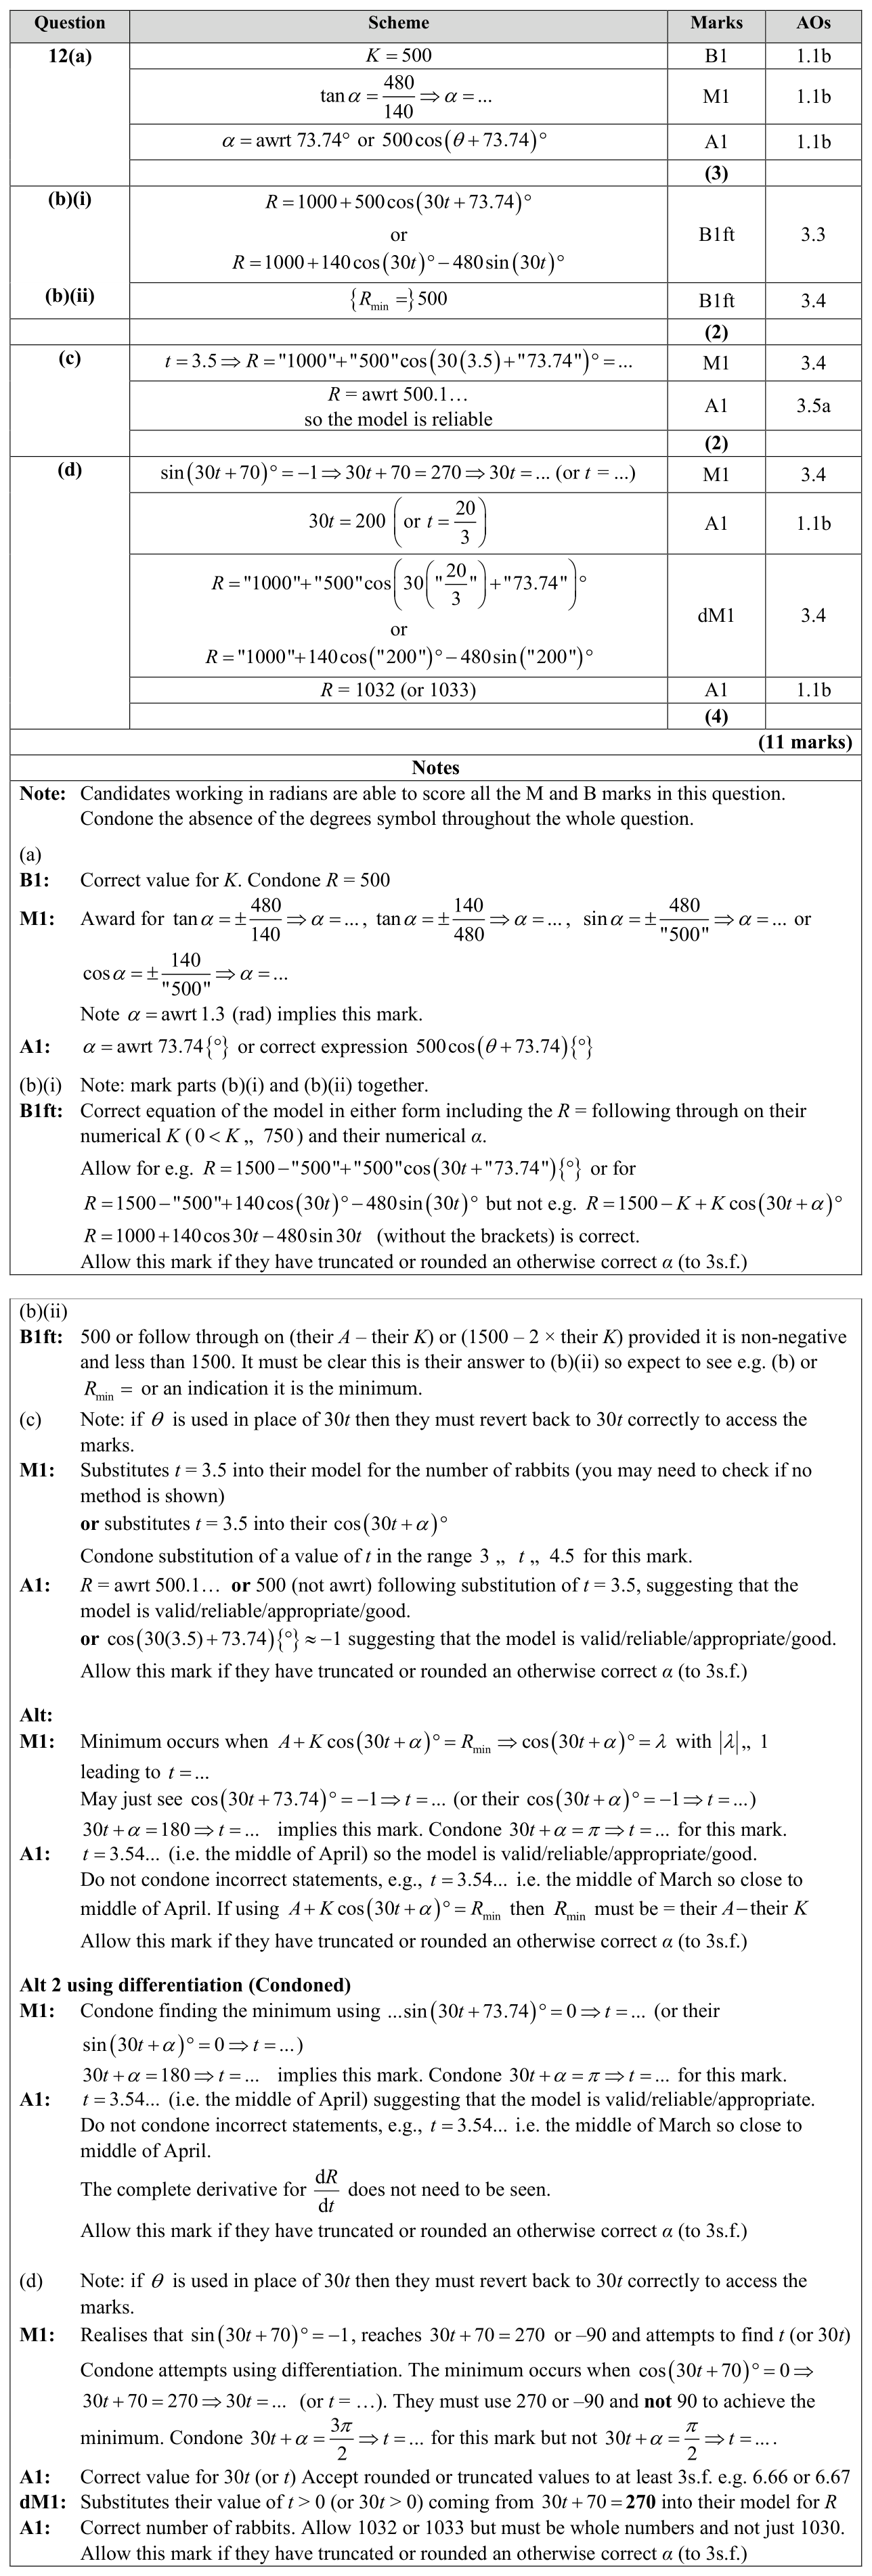 Question Scheme Marks AOs
12(a) K = 500 B1 1.1b
tan α = 480/140 ⇒ α = ... M1 1.1b
α = awrt 73.74° or 500cos(θ + 73.74)° A1 1.1b
(3)
(b)(i) R = 1000 + 500cos(30t + 73.74)°
or
R = 1000 + 140cos(30t)° − 480sin(30t)° B1ft 3.3
(b)(ii) {R_min =} 500 B1ft 3.4
(2)
(c) t = 3.5 ⇒ R = "1000" + "500"cos(30(3.5) + "73.74")° = ... M1 3.4
R = awrt 500.1…
so the model is reliable A1 3.5a
(2)
(d) sin(30t + 70)° = −1 ⇒ 30t + 70 = 270 ⇒ 30t = ... (or t = ...) M1 3.4
30t = 200 (or t = 20/3) A1 1.1b
R = "1000" + "500"cos(30("20/3") + "73.74")°
or
R = "1000" + 140cos("200")° − 480sin("200")° dM1 3.4
R = 1032 (or 1033) A1 1.1b
(4)
(11 marks)
Notes
Note: Candidates working in radians are able to score all the M and B marks in this question.
Condone the absence of the degrees symbol throughout the whole question.
(a)
B1: Correct value for K. Condone R = 500
M1: Award for tan α = ± 480/140 ⇒ α = ..., tan α = ± 140/480 ⇒ α = ..., sin α = ± 480/"500" ⇒ α = ... or
cos α = ± 140/"500" ⇒ α = ...
Note α = awrt 1.3 (rad) implies this mark.
A1: α = awrt 73.74{°} or correct expression 500cos(θ + 73.74){°}
(b)(i) Note: mark parts (b)(i) and (b)(ii) together.
B1ft: Correct equation of the model in either form including the R = following through on their
numerical K (0 < K ,, 750) and their numerical α.
Allow for e.g. R = 1500 − "500" + "500"cos(30t + "73.74"){°} or for
R = 1500 − "500" + 140cos(30t)° − 480sin(30t)° but not e.g. R = 1500 − K + K cos(30t + α)°
R = 1000 + 140cos30t − 480sin30t (without the brackets) is correct.
Allow this mark if they have truncated or rounded an otherwise correct α (to 3s.f.)
(b)(ii)
B1ft: 500 or follow through on (their A – their K) or (1500 – 2 × their K) provided it is non-negative
and less than 1500. It must be clear this is their answer to (b)(ii) so expect to see e.g. (b) or
R_min = or an indication it is the minimum.
(c) Note: if θ is used in place of 30t then they must revert back to 30t correctly to access the
marks.
M1: Substitutes t = 3.5 into their model for the number of rabbits (you may need to check if no
method is shown)
or substitutes t = 3.5 into their cos(30t + α)°
Condone substitution of a value of t in the range 3 ,, t ,, 4.5 for this mark.
A1: R = awrt 500.1… or 500 (not awrt) following substitution of t = 3.5, suggesting that the
model is valid/reliable/appropriate/good.
or cos(30(3.5) + 73.74){°} ≈ −1 suggesting that the model is valid/reliable/appropriate/good.
Allow this mark if they have truncated or rounded an otherwise correct α (to 3s.f.)
Alt:
M1: Minimum occurs when A + K cos(30t + α)° = R_min ⇒ cos(30t + α)° = λ with |λ| ,, 1
leading to t = ...
May just see cos(30t + 73.74)° = −1 ⇒ t = ... (or their cos(30t + α)° = −1 ⇒ t = ...)
30t + α = 180 ⇒ t = ... implies this mark. Condone 30t + α = π ⇒ t = ... for this mark.
A1: t = 3.54... (i.e. the middle of April) so the model is valid/reliable/appropriate/good.
Do not condone incorrect statements, e.g., t = 3.54... i.e. the middle of March so close to
middle of April. If using A + K cos(30t + α)° = R_min then R_min must be = their A − their K
Allow this mark if they have truncated or rounded an otherwise correct α (to 3s.f.)
Alt 2 using differentiation (Condoned)
M1: Condone finding the minimum using ...sin(30t + 73.74)° = 0 ⇒ t = ... (or their
sin(30t + α)° = 0 ⇒ t = ...)
30t + α = 180 ⇒ t = ... implies this mark. Condone 30t + α = π ⇒ t = ... for this mark.
A1: t = 3.54... (i.e. the middle of April) suggesting that the model is valid/reliable/appropriate.
Do not condone incorrect statements, e.g., t = 3.54... i.e. the middle of March so close to
middle of April.
The complete derivative for dR/dt does not need to be seen.
Allow this mark if they have truncated or rounded an otherwise correct α (to 3s.f.)
(d) Note: if θ is used in place of 30t then they must revert back to 30t correctly to access the
marks.
M1: Realises that sin(30t + 70)° = −1, reaches 30t + 70 = 270 or –90 and attempts to find t (or 30t)
Condone attempts using differentiation. The minimum occurs when cos(30t + 70)° = 0 ⇒
30t + 70 = 270 ⇒ 30t = ... (or t = …). They must use 270 or –90 and not 90 to achieve the
minimum. Condone 30t + α = 3π/2 ⇒ t = ... for this mark but not 30t + α = π/2 ⇒ t = ....
A1: Correct value for 30t (or t) Accept rounded or truncated values to at least 3s.f. e.g. 6.66 or 6.67
dM1: Substitutes their value of t > 0 (or 30t > 0) coming from 30t + 70 = 270 into their model for R
A1: Correct number of rabbits. Allow 1032 or 1033 but must be whole numbers and not just 1030.
Allow this mark if they have truncated or rounded an otherwise correct α (to 3s.f.)